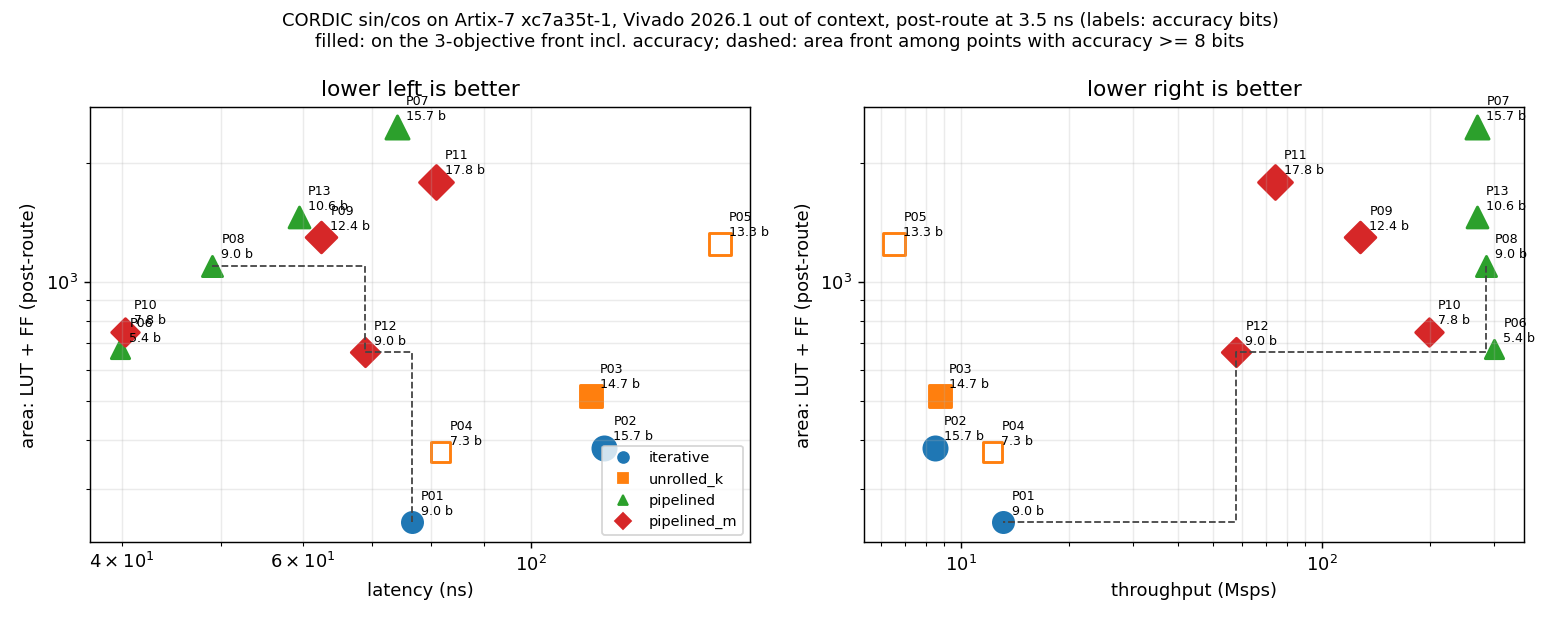 CORDIC sin/cos on Artix-7 xc7a35t-1, Vivado 2026.1 out of context, post-route at 3.5 ns (labels: accuracy bits)
filled: on the 3-objective front incl. accuracy; dashed: area front among points with accuracy >= 8 bits
lower left is better
area: LUT + FF (post-route)
10³
P07
15.7 b
P11
17.8 b
P13
10.6 b
P09
12.4 b
P05
13.3 b
P08
9.0 b
P10
7.8 b
P06
5.4 b
P12
9.0 b
P03
14.7 b
P04
7.3 b
P02
15.7 b
P01
9.0 b
iterative
unrolled_k
pipelined
pipelined_m
4 × 10¹
6 × 10¹
10²
latency (ns)
lower right is better
area: LUT + FF (post-route)
10³
P07
15.7 b
P11
17.8 b
P13
10.6 b
P09
12.4 b
P05
13.3 b
P08
9.0 b
P10
7.8 b
P06
5.4 b
P12
9.0 b
P03
14.7 b
P02
15.7 b
P04
7.3 b
P01
9.0 b
10¹
10²
throughput (Msps)